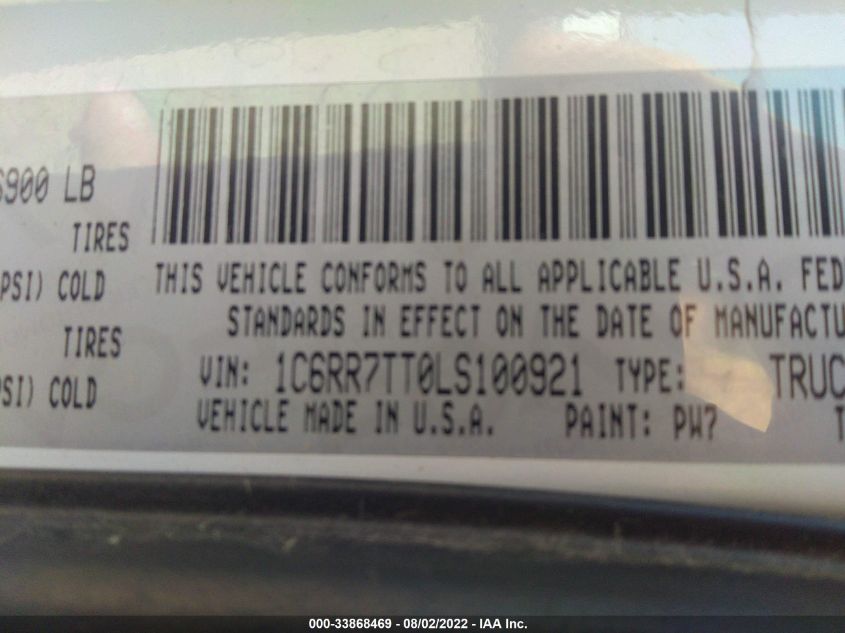 6900 LB
TIRES
PSI) COLD
TIRES
PSI) COLD
THIS VEHICLE CONFORMS TO ALL APPLICABLE U.S.A. FED
STANDARDS IN EFFECT ON THE DATE OF MANUFACTU
VIN: 1C6RR7TT0LS100921 TYPE: TRUC
VEHICLE MADE IN U.S.A. PAINT: PW7 T
000-33868469 - 08/02/2022 - IAA Inc.